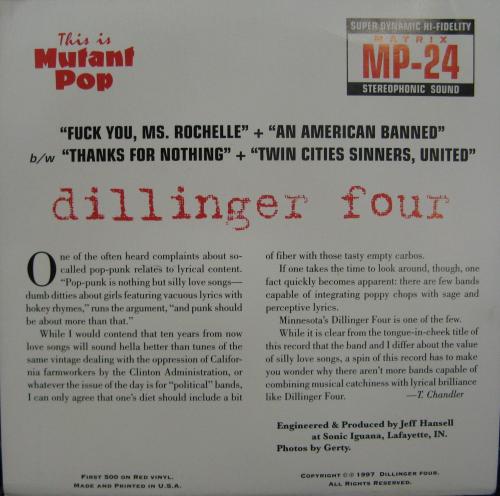 This is
Mutant
Pop
SUPER DYNAMIC HI-FIDELITY
MATRIX
MP-24
STEREOPHONIC SOUND
"FUCK YOU, MS. ROCHELLE" + "AN AMERICAN BANNED"
b/w "THANKS FOR NOTHING" + "TWIN CITIES SINNERS, UNITED"
dillinger four
One of the often heard complaints about so-
called pop-punk relates to lyrical content.
"Pop-punk is nothing but silly love songs—
dumb ditties about girls featuring vacuous lyrics with
hokey rhymes," runs the argument, "and punk should
be about more than that."
While I would contend that ten years from now
love songs will sound hella better than tunes of the
same vintage dealing with the oppression of Califor-
nia farmworkers by the Clinton Administration, or
whatever the issue of the day is for "political" bands,
I can only agree that one's diet should include a bit
of fiber with those tasty empty carbos.
If one takes the time to look around, though, one
fact quickly becomes apparent: there are few bands
capable of integrating poppy chops with sage and
perceptive lyrics.
Minnesota's Dillinger Four is one of the few.
While it is clear from the tongue-in-cheek title of
this record that the band and I differ about the value
of silly love songs, a spin of this record has to make
you wonder why there aren't more bands capable of
combining musical catchiness with lyrical brilliance
like Dillinger Four. —T. Chandler
Engineered & Produced by Jeff Hansell
at Sonic Iguana, Lafayette, IN.
Photos by Gerty.
First 500 on Red vinyl.
Made and Printed in U.S.A.
Copyright © ℗ 1997 Dillinger Four.
All Rights Reserved.